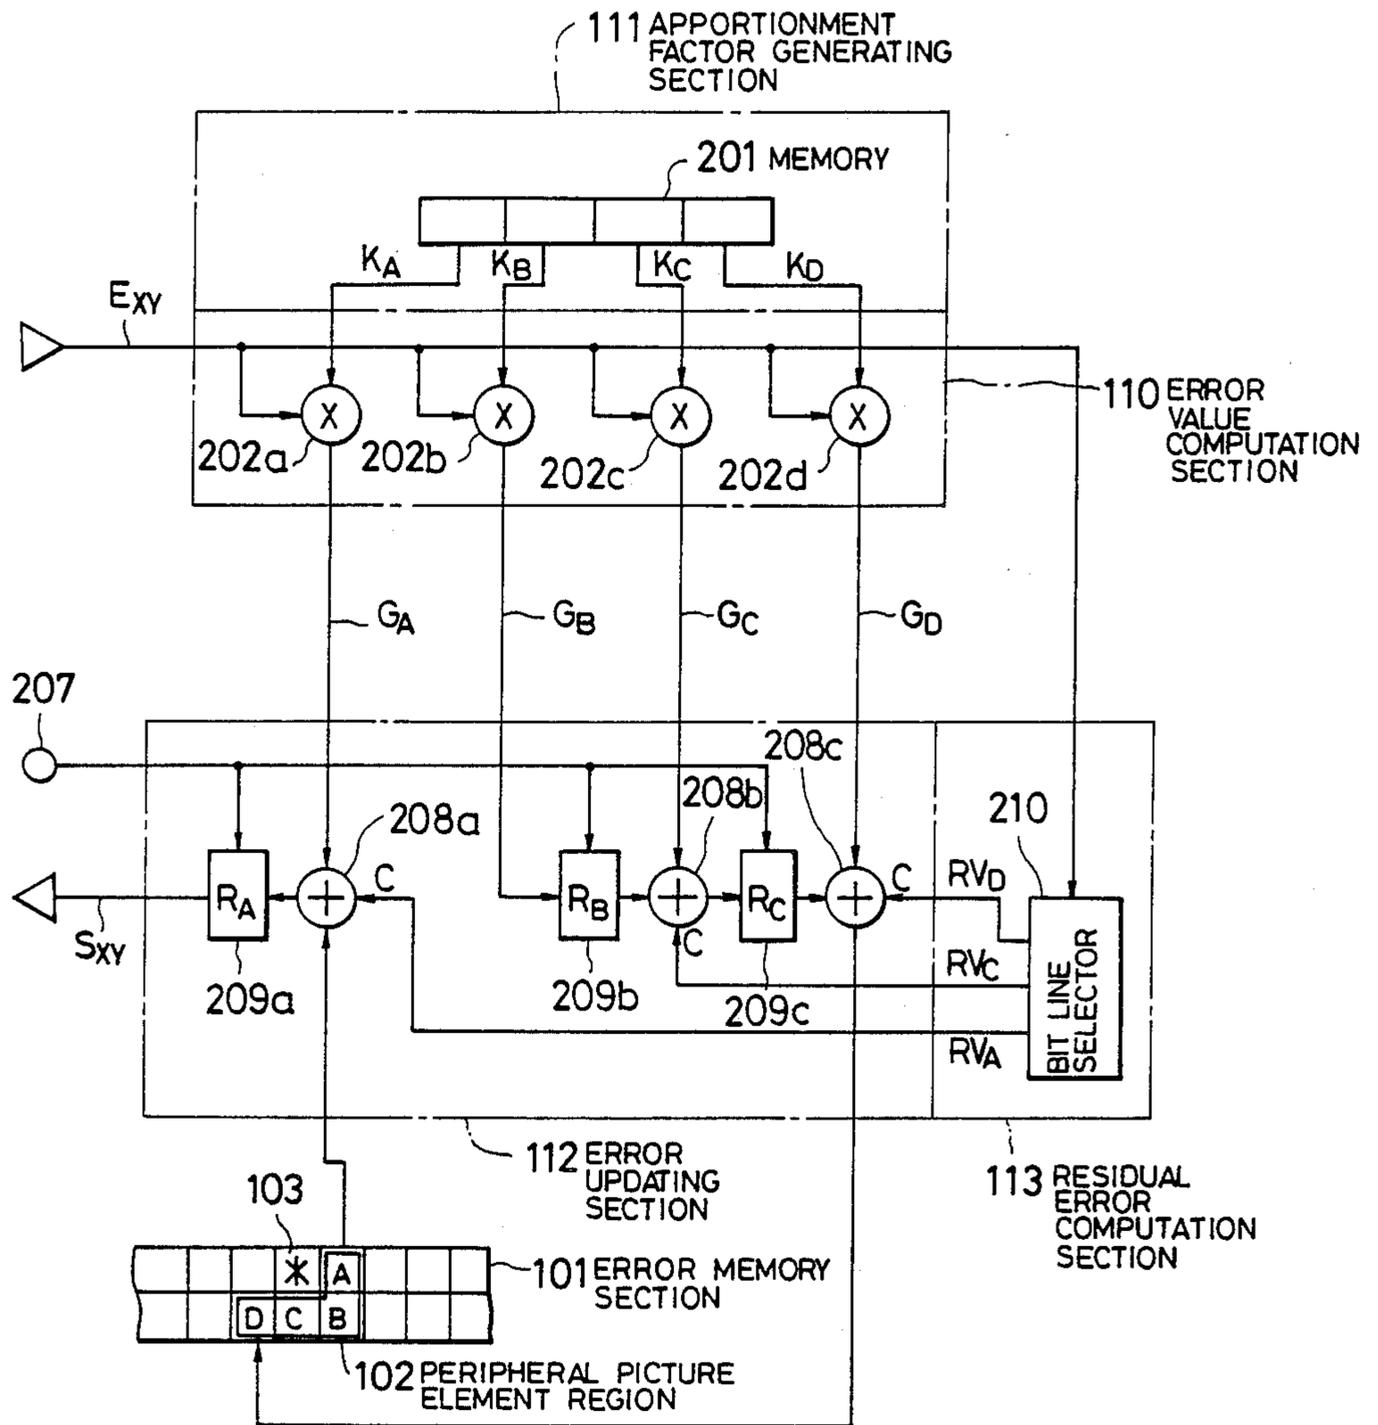 111 APPORTIONMENT
FACTOR GENERATING
SECTION
201 MEMORY
KA
KB
KC
KD
EXY
X
X
X
X
202a
202b
202c
202d
110 ERROR
VALUE
COMPUTATION
SECTION
GA
GB
GC
GD
207
208c
208b
208a
210
RA
+
C
RB
+
C
RC
+
C
RVD
RVC
RVA
BIT LINE
SELECTOR
SXY
209a
209b
209c
112 ERROR
UPDATING
SECTION
113 RESIDUAL
ERROR
COMPUTATION
SECTION
103
* A
D C B
101 ERROR MEMORY
SECTION
102 PERIPHERAL PICTURE
ELEMENT REGION